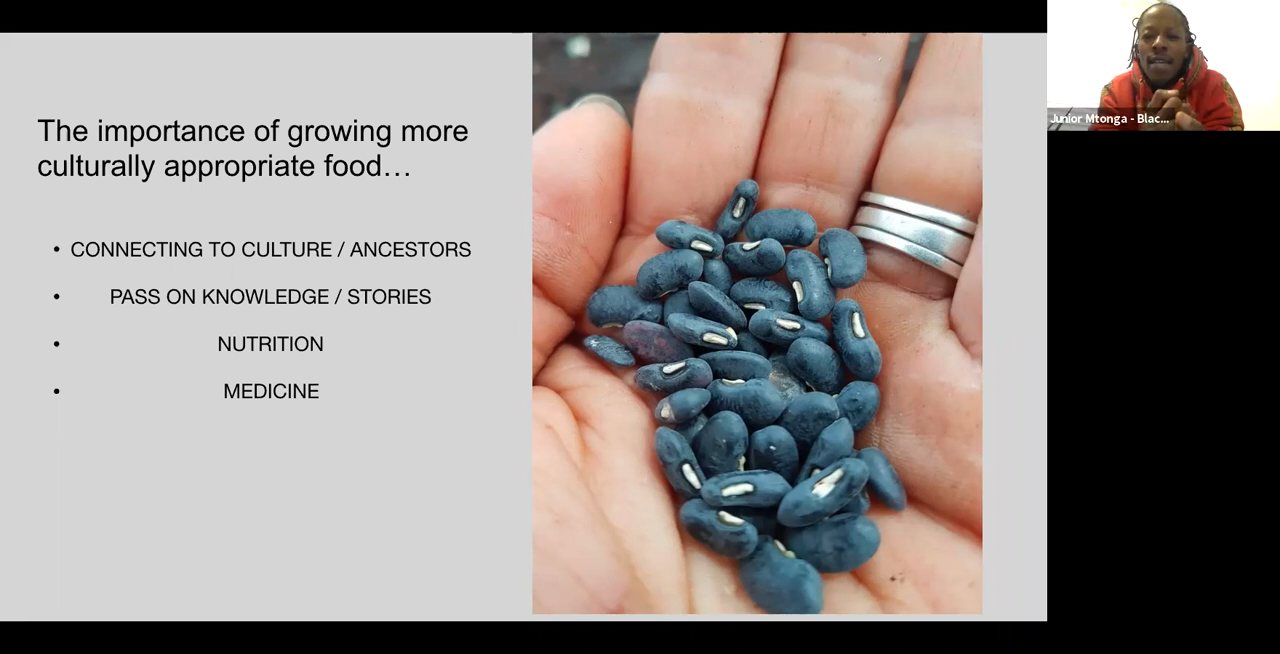 The importance of growing more
culturally appropriate food…
• CONNECTING TO CULTURE / ANCESTORS
• PASS ON KNOWLEDGE / STORIES
• NUTRITION
• MEDICINE
Junior Mtonga - Blac...